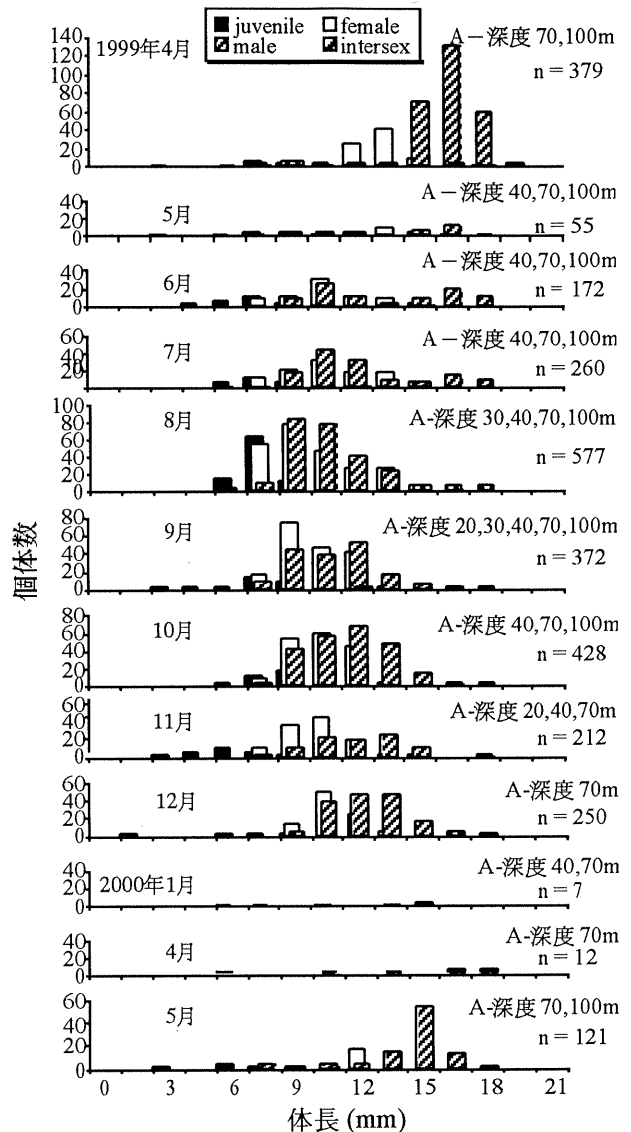 juvenile female
male intersex
140
120
100
80
60
40
20
0
1999年4月
A－深度 70,100m
n = 379
40
20
0
5月
A－深度 40,70,100m
n = 55
40
20
0
6月
A－深度 40,70,100m
n = 172
60
40
20
0
7月
A－深度 40,70,100m
n = 260
100
80
60
40
20
0
8月
A-深度 30,40,70,100m
n = 577
80
60
40
20
0
9月
A-深度 20,30,40,70,100m
n = 372
80
60
40
20
0
10月
A-深度 40,70,100m
n = 428
60
40
20
0
11月
A-深度 20,40,70m
n = 212
60
40
20
0
12月
A-深度 70m
n = 250
40
20
0
2000年1月
A-深度 40,70m
n = 7
40
20
0
4月
A-深度 70m
n = 12
60
40
20
0
5月
A-深度 70,100m
n = 121
0 3 6 9 12 15 18 21
体長 (mm)
個体数